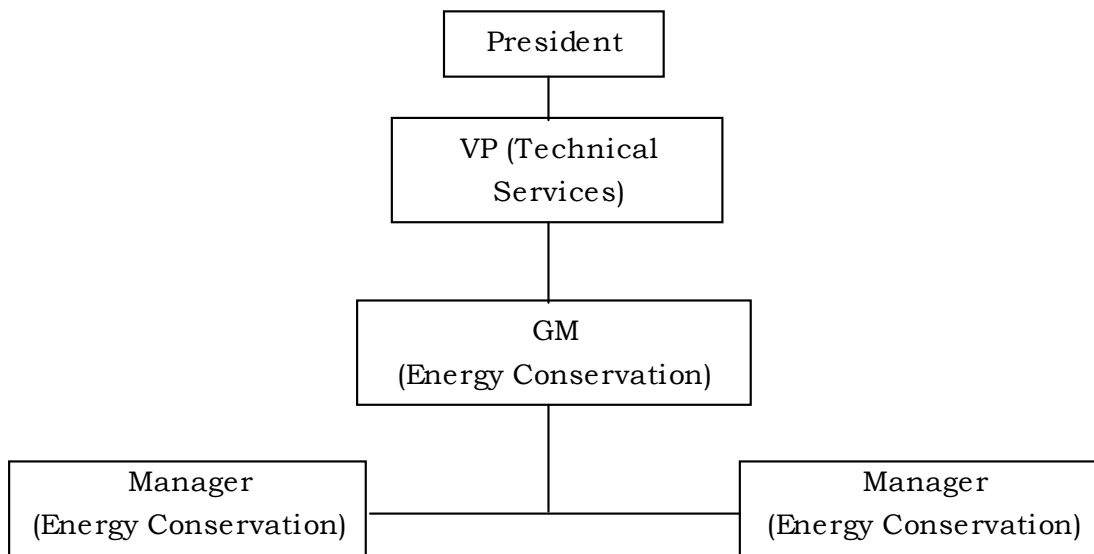 President
VP (Technical
Services)
GM
(Energy Conservation)
Manager
(Energy Conservation)
Manager
(Energy Conservation)